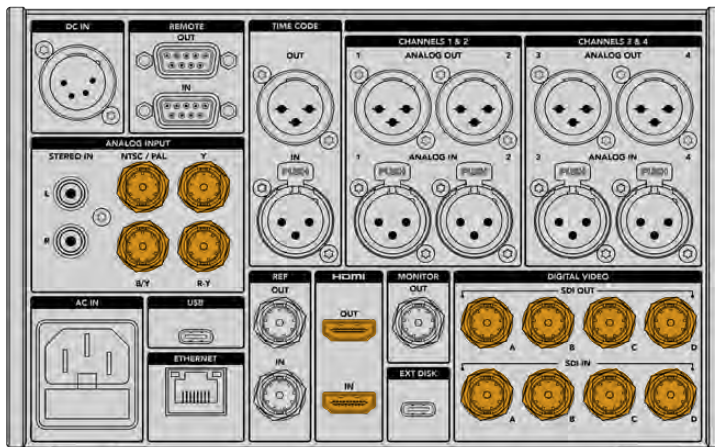 DC IN
REMOTE
OUT
IN
TIME CODE
OUT
IN
PUSH
CHANNELS 1 & 2
1 ANALOG OUT 2
1 ANALOG IN 2
PUSH PUSH
CHANNELS 3 & 4
3 ANALOG OUT 4
3 ANALOG IN 4
PUSH PUSH
ANALOG INPUT
STEREO IN NTSC / PAL Y
L
R
B/Y R-Y
AC IN
USB
ETHERNET
REF
OUT
IN
HDMI
OUT
IN
MONITOR
OUT
EXT DISK
DIGITAL VIDEO
SDI OUT
A B C D
SDI IN
A B C D